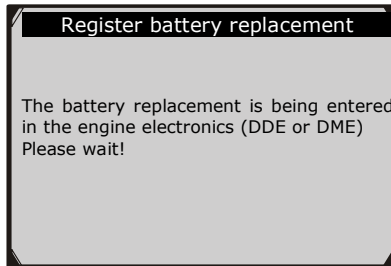 Register battery replacement
The battery replacement is being entered
in the engine electronics (DDE or DME)
Please wait!